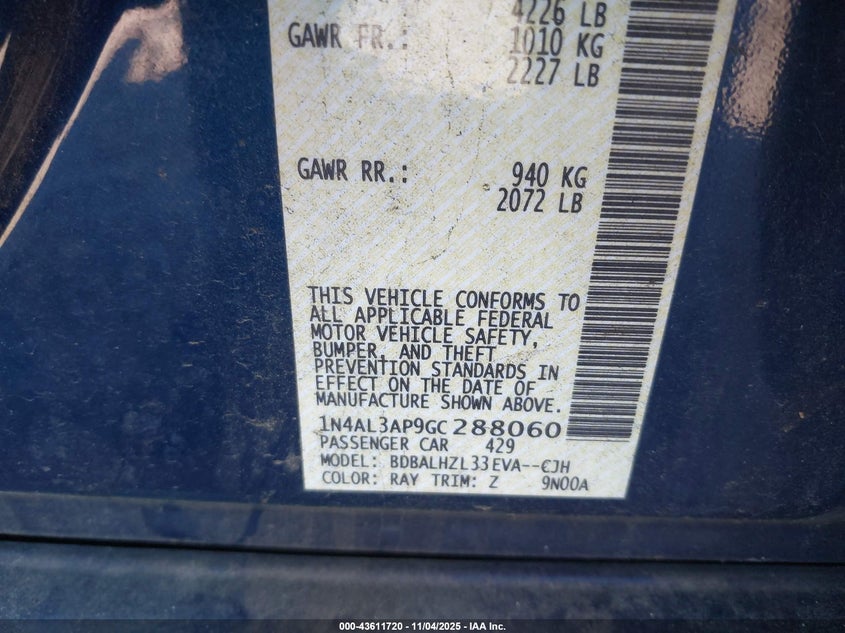 4226 LB
GAWR FR.: 1010 KG
2227 LB
GAWR RR.: 940 KG
2072 LB
THIS VEHICLE CONFORMS TO
ALL APPLICABLE FEDERAL
MOTOR VEHICLE SAFETY,
BUMPER, AND THEFT
PREVENTION STANDARDS IN
EFFECT ON THE DATE OF
MANUFACTURE SHOWN ABOVE.
1N4AL3AP9GC288060
PASSENGER CAR 429
MODEL: BDBALHZL33EVA--CJH
COLOR: RAY TRIM: Z 9N00A
000-43611720 - 11/04/2025 - IAA Inc.